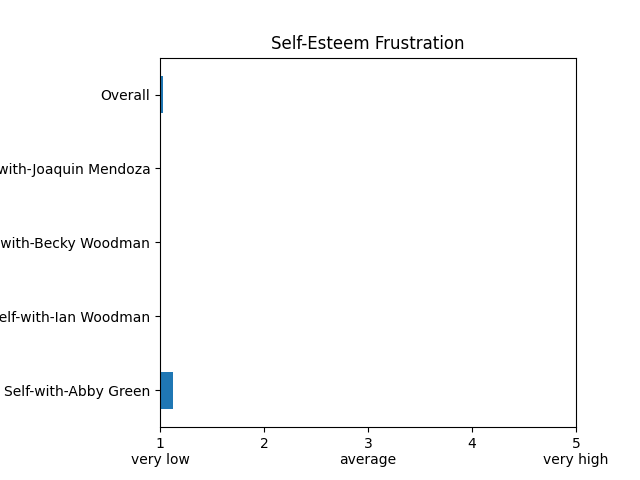 Self-Esteem Frustration
Overall
with-Joaquin Mendoza
with-Becky Woodman
elf-with-Ian Woodman
Self-with-Abby Green
1 2 3 4 5
very low average very high